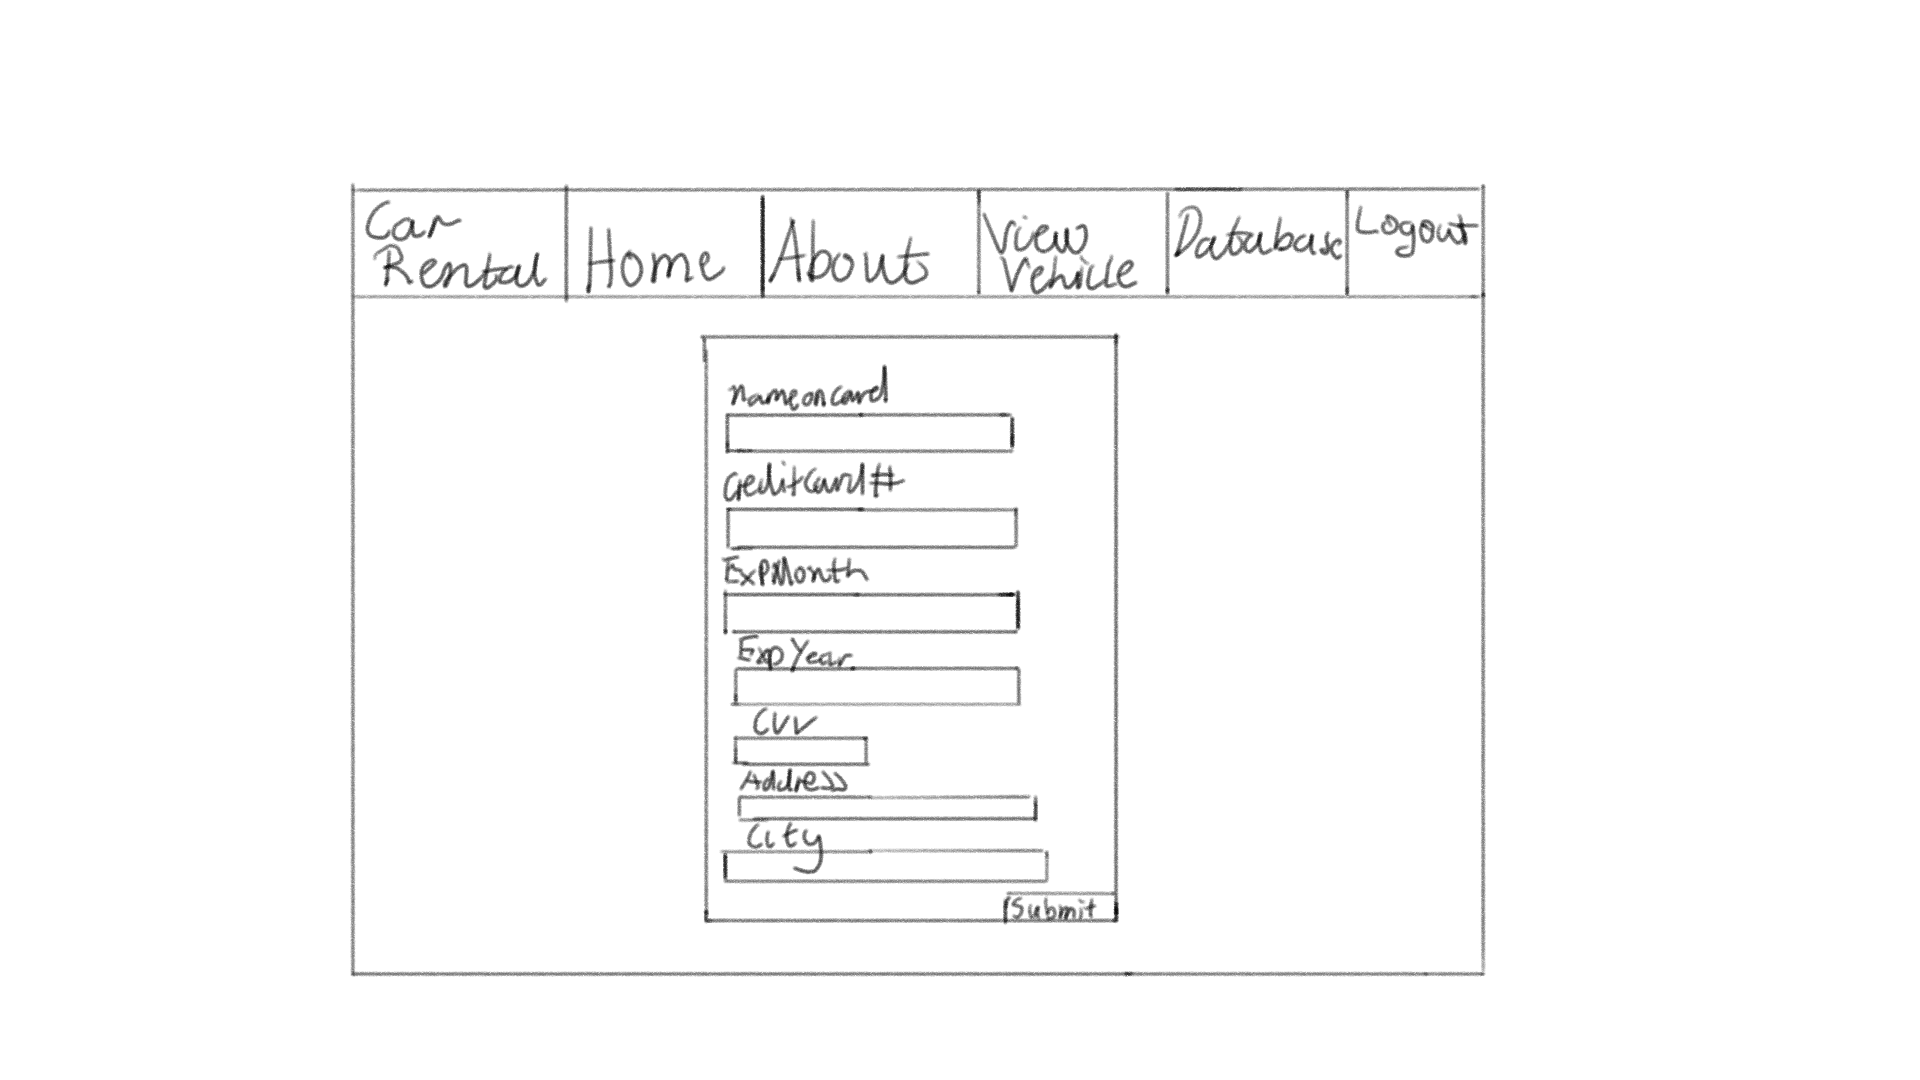 Car
Rental
Home
About
View
Vehicle
Database
Logout
nameoncard
creditCard#
ExpMonth
Exp Year
CVV
Address
City
Submit